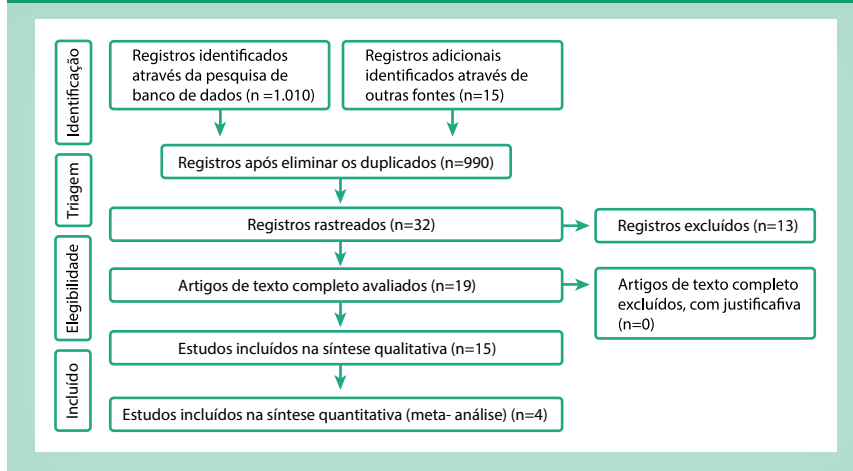 Identificação
Registros identificados
através da pesquisa de
banco de dados (n =1.010)
Registros adicionais
identificados através de
outras fontes (n=15)
Registros após eliminar os duplicados (n=990)
Triagem
Registros rastreados (n=32)
Registros excluídos (n=13)
Elegibilidade
Artigos de texto completo avaliados (n=19)
Artigos de texto completo
excluídos, com justificafiva
(n=0)
Estudos incluídos na síntese qualitativa (n=15)
Incluído
Estudos incluídos na síntese quantitativa (meta- análise) (n=4)